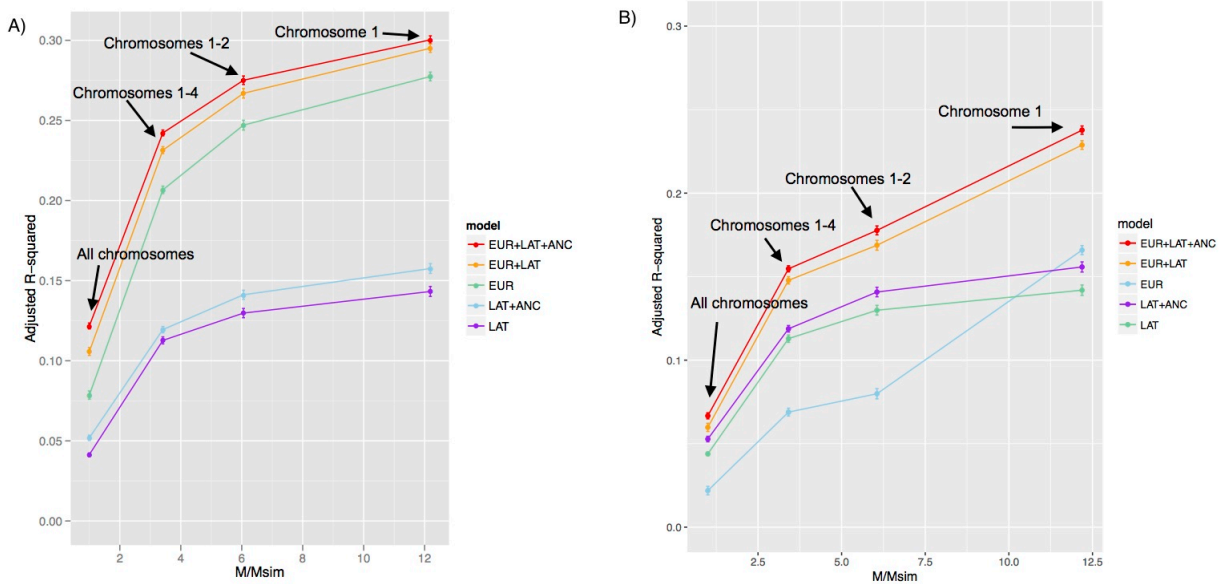 A)
Chromosome 1
Chromosomes 1-2
Chromosomes 1-4
All chromosomes
Adjusted R−squared
0.30
0.25
0.20
0.15
0.10
0.05
0.00
2 4 6 8 10 12
M/Msim
model
EUR+LAT+ANC
EUR+LAT
EUR
LAT+ANC
LAT
B)
Chromosome 1
Chromosomes 1-2
Chromosomes 1-4
All chromosomes
Adjusted R−squared
0.3
0.2
0.1
0.0
2.5 5.0 7.5 10.0 12.5
M/Msim
model
EUR+LAT+ANC
EUR+LAT
EUR
LAT+ANC
LAT